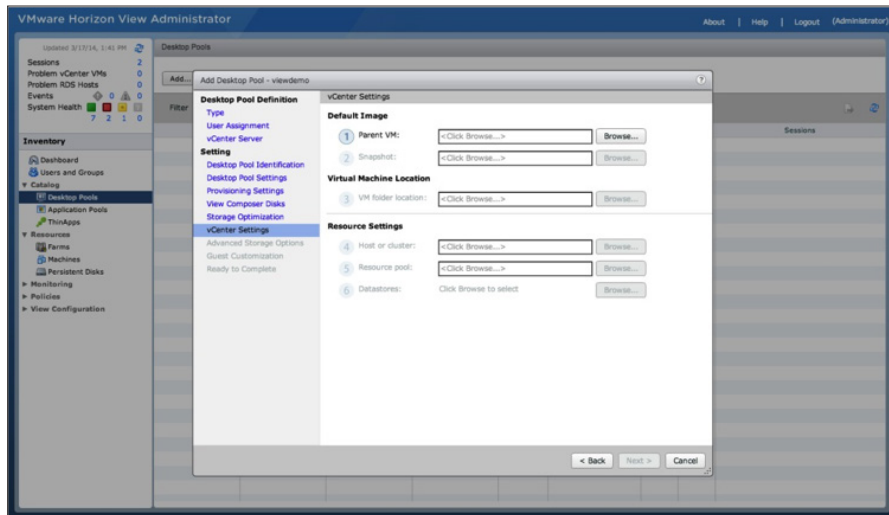 VMware Horizon View Administrator
About | Help | Logout (Administrator)
Updated 3/17/14, 1:41 PM
Sessions 2
Problem vCenter VMs 0
Problem RDS Hosts 0
Events 0 0
System Health
7 2 1 0
Inventory
Dashboard
Users and Groups
Catalog
Desktop Pools
Application Pools
ThinApps
Resources
Farms
Machines
Persistent Disks
Monitoring
Policies
View Configuration
Desktop Pools
Add...
Filter
Sessions
Add Desktop Pool - viewdemo
?
Desktop Pool Definition
Type
User Assignment
vCenter Server
Setting
Desktop Pool Identification
Desktop Pool Settings
Provisioning Settings
View Composer Disks
Storage Optimization
vCenter Settings
Advanced Storage Options
Guest Customization
Ready to Complete
vCenter Settings
Default Image
1 Parent VM: <Click Browse...> Browse...
2 Snapshot: <Click Browse...> Browse...
Virtual Machine Location
3 VM folder location: <Click Browse...> Browse...
Resource Settings
4 Host or cluster: <Click Browse...> Browse...
5 Resource pool: <Click Browse...> Browse...
6 Datastores: Click Browse to select Browse...
< Back Next > Cancel